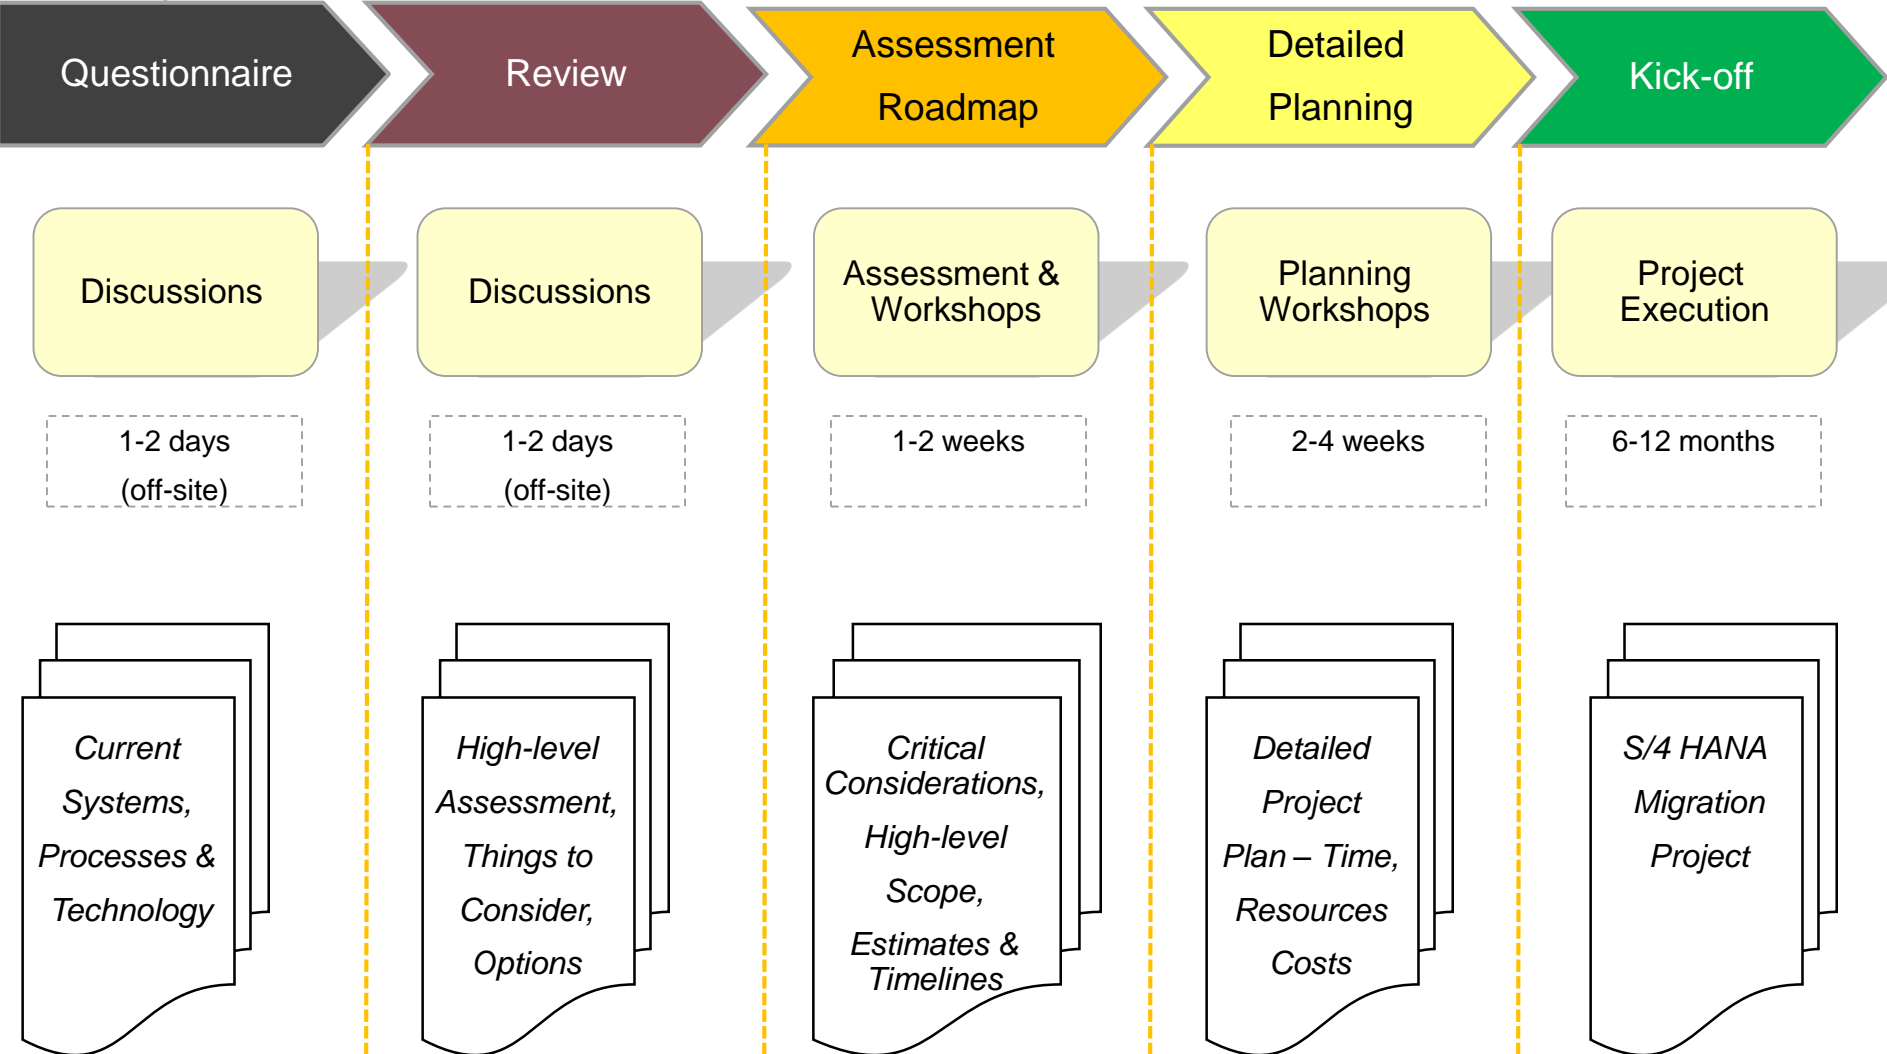 Questionnaire
Review
Assessment
Roadmap
Detailed
Planning
Kick-off
Discussions
Discussions
Assessment &
Workshops
Planning
Workshops
Project
Execution
1-2 days
(off-site)
1-2 days
(off-site)
1-2 weeks
2-4 weeks
6-12 months
Current
Systems,
Processes &
Technology
High-level
Assessment,
Things to
Consider,
Options
Critical
Considerations,
High-level
Scope,
Estimates &
Timelines
Detailed
Project
Plan – Time,
Resources
Costs
S/4 HANA
Migration
Project